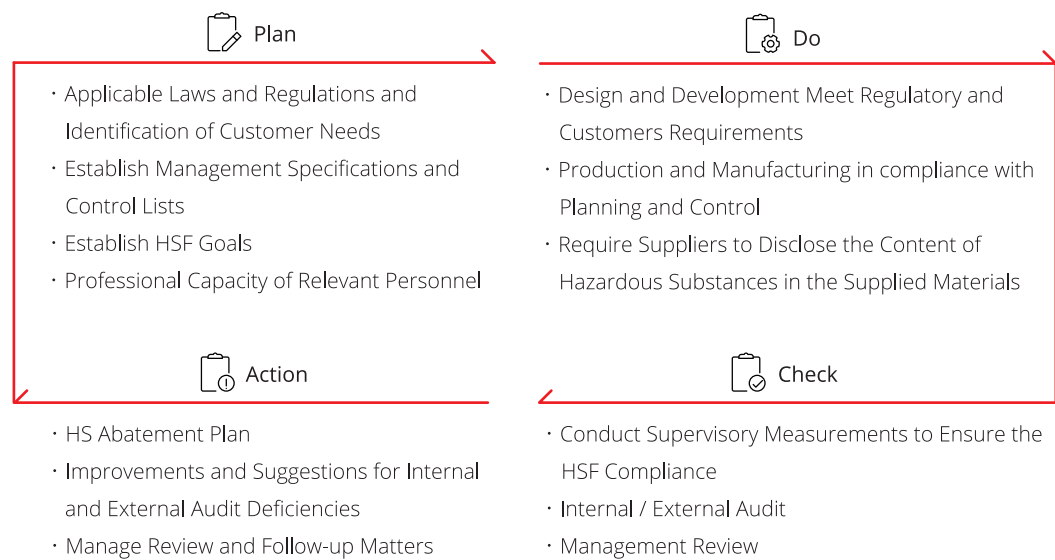 Plan
· Applicable Laws and Regulations and
Identification of Customer Needs
· Establish Management Specifications and
Control Lists
· Establish HSF Goals
· Professional Capacity of Relevant Personnel
Do
· Design and Development Meet Regulatory and
Customers Requirements
· Production and Manufacturing in compliance with
Planning and Control
· Require Suppliers to Disclose the Content of
Hazardous Substances in the Supplied Materials
Action
· HS Abatement Plan
· Improvements and Suggestions for Internal
and External Audit Deficiencies
· Manage Review and Follow-up Matters
Check
· Conduct Supervisory Measurements to Ensure the
HSF Compliance
· Internal / External Audit
· Management Review